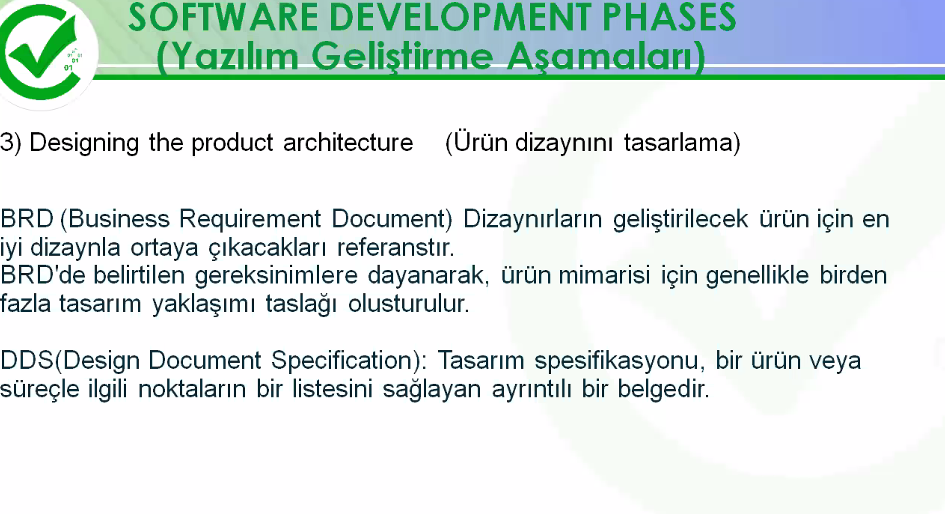 SOFTWARE DEVELOPMENT PHASES
(Yazılım Geliştirme Aşamaları)
3) Designing the product architecture (Ürün dizaynını tasarlama)
BRD (Business Requirement Document) Dizaynırların geliştirilecek ürün için en
iyi dizaynla ortaya çıkacakları referanstır.
BRD'de belirtilen gereksinimlere dayanarak, ürün mimarisi için genellikle birden
fazla tasarım yaklaşımı taslağı olusturulur.
DDS(Design Document Specification): Tasarım spesifikasyonu, bir ürün veya
süreçle ilgili noktaların bir listesini sağlayan ayrıntılı bir belgedir.